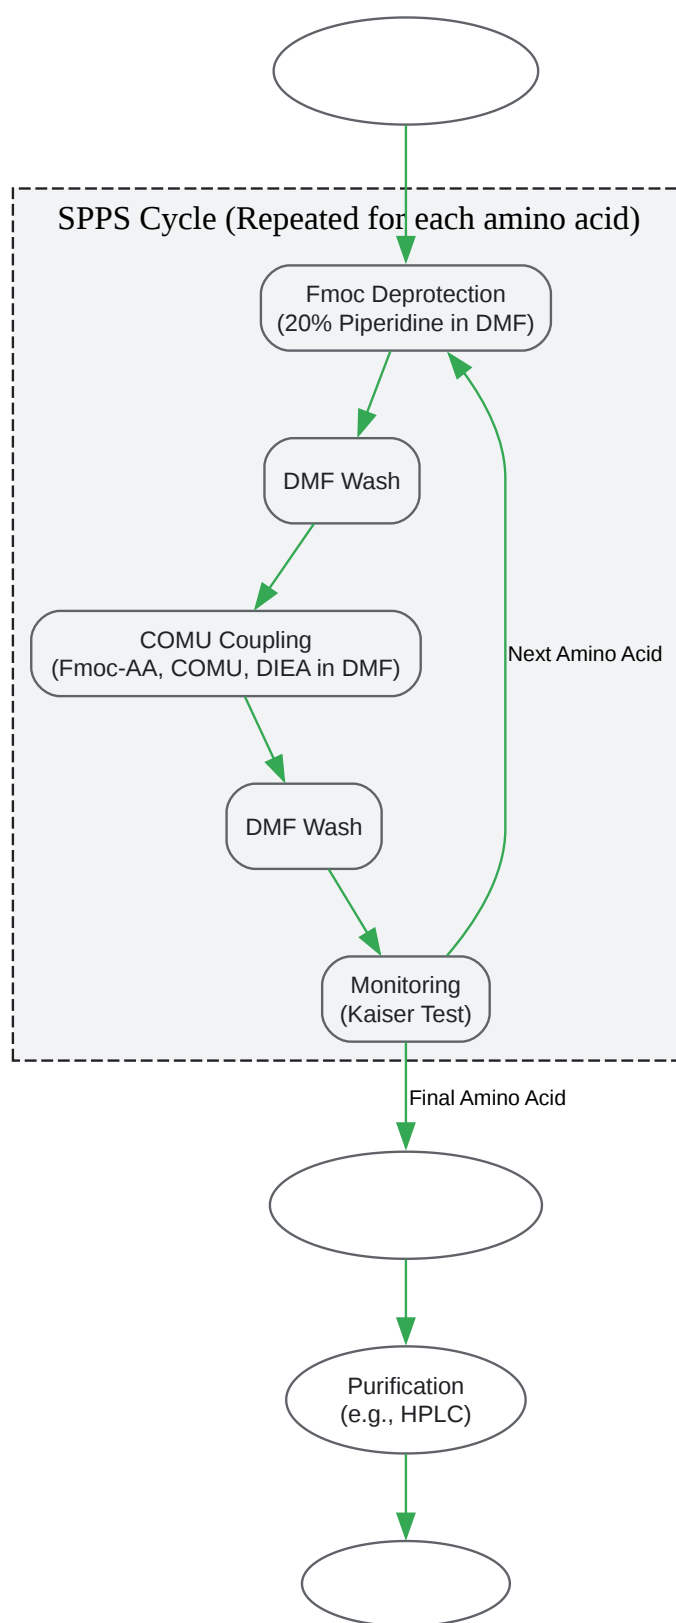 SPPS Cycle (Repeated for each amino acid)
Fmoc Deprotection
(20% Piperidine in DMF)
DMF Wash
COMU Coupling
(Fmoc-AA, COMU, DIEA in DMF)
Next Amino Acid
DMF Wash
Monitoring
(Kaiser Test)
Final Amino Acid
Purification
(e.g., HPLC)